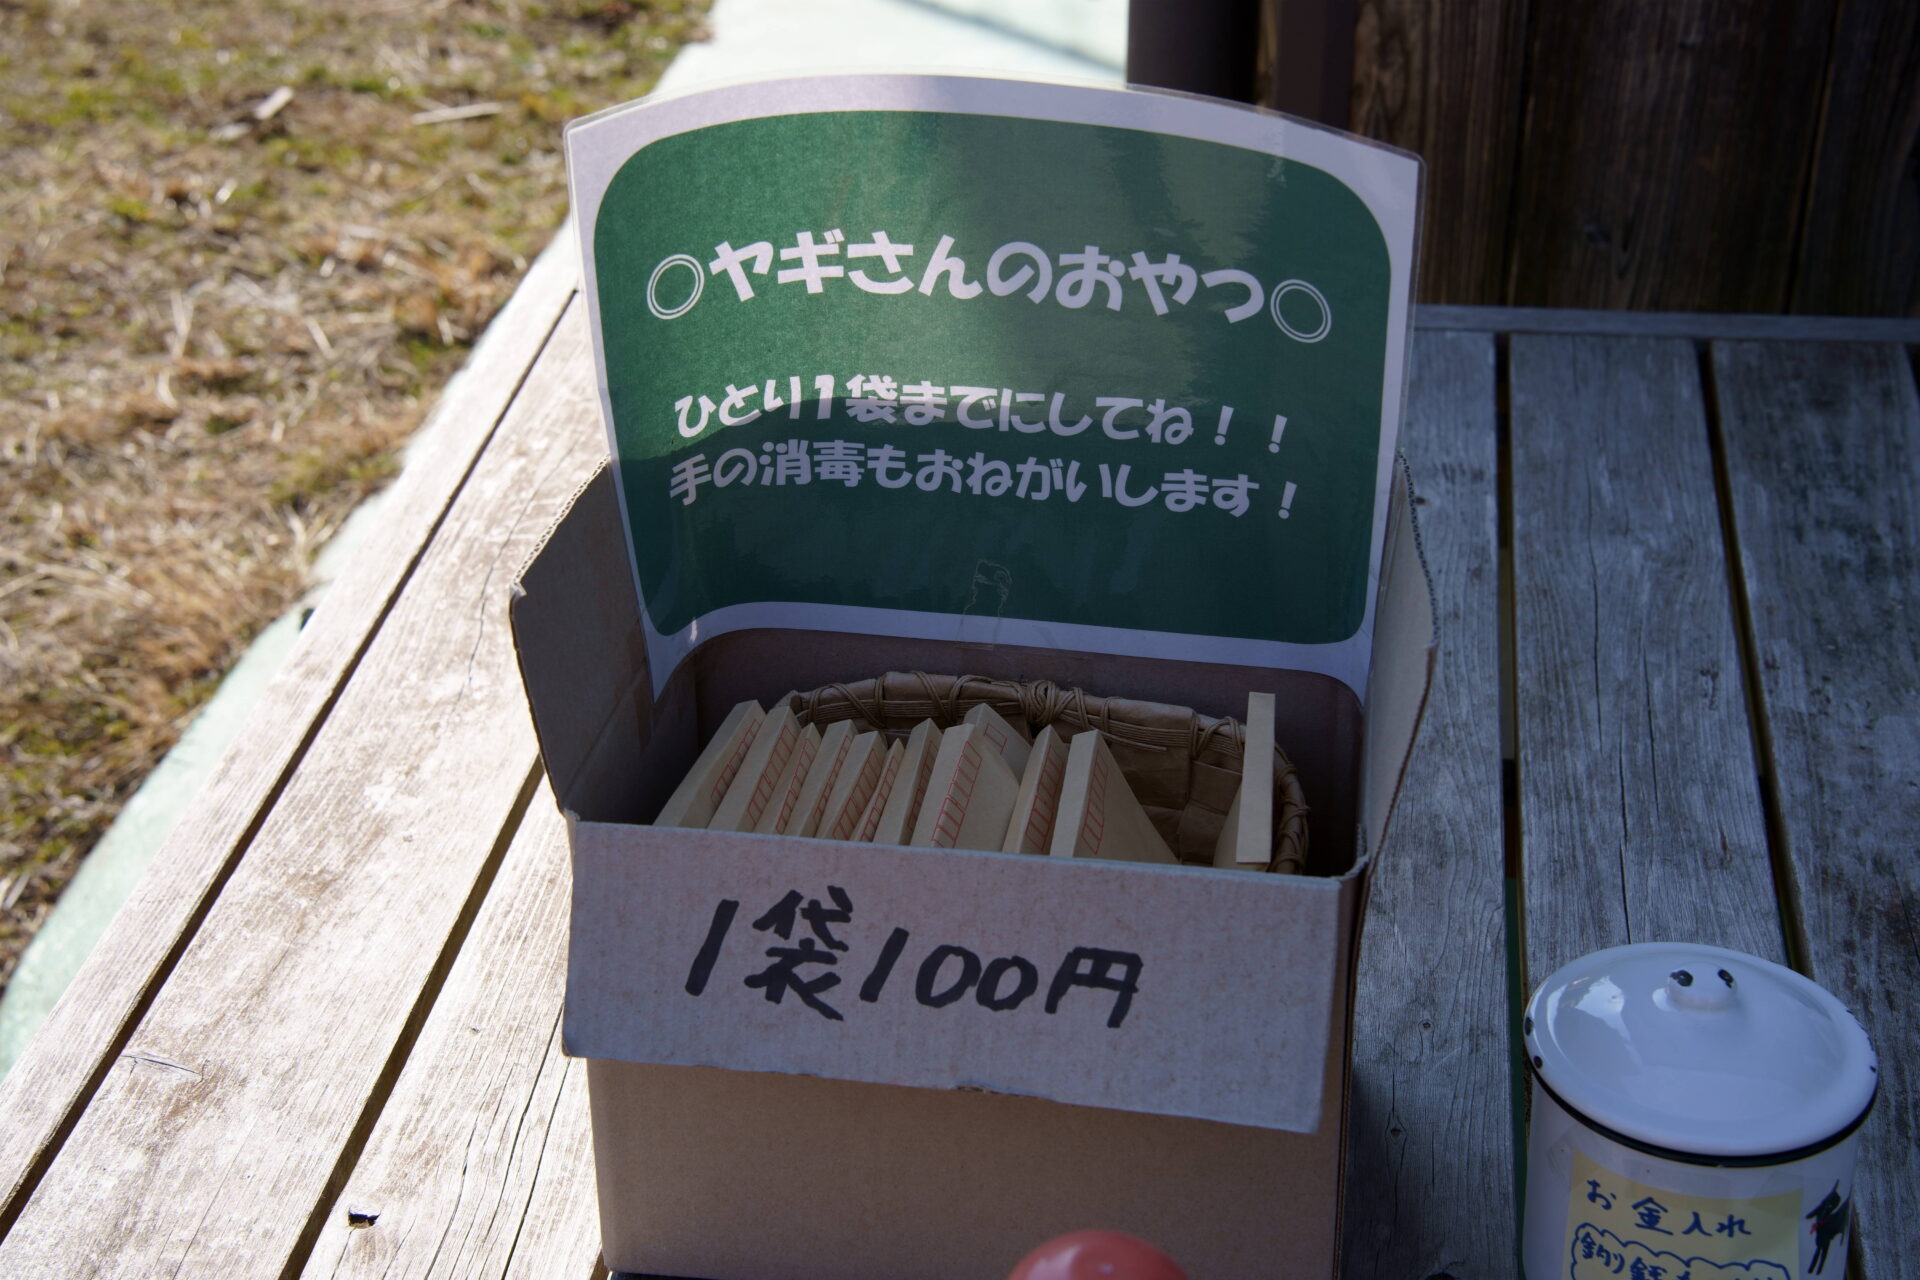 ◎ヤギさんのおやつ◎
ひとり1袋までにしてね！！
手の消毒もおねがいします！
1袋100円
お金入れ
釣銭